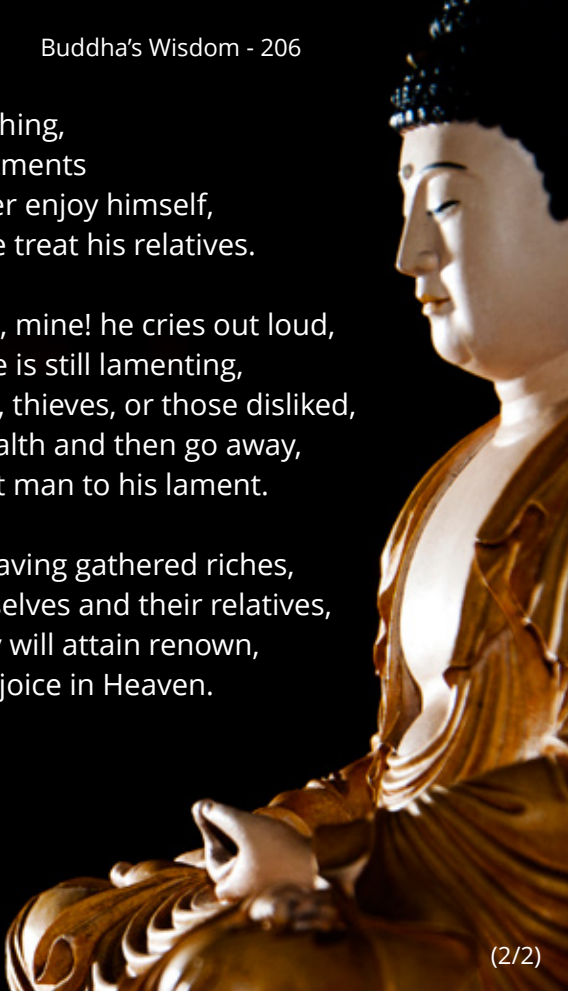 Buddha’s Wisdom - 206
hing,
ments
er enjoy himself,
e treat his relatives.
, mine! he cries out loud,
e is still lamenting,
, thieves, or those disliked,
alth and then go away,
t man to his lament.
aving gathered riches,
selves and their relatives,
y will attain renown,
joice in Heaven.
(2/2)